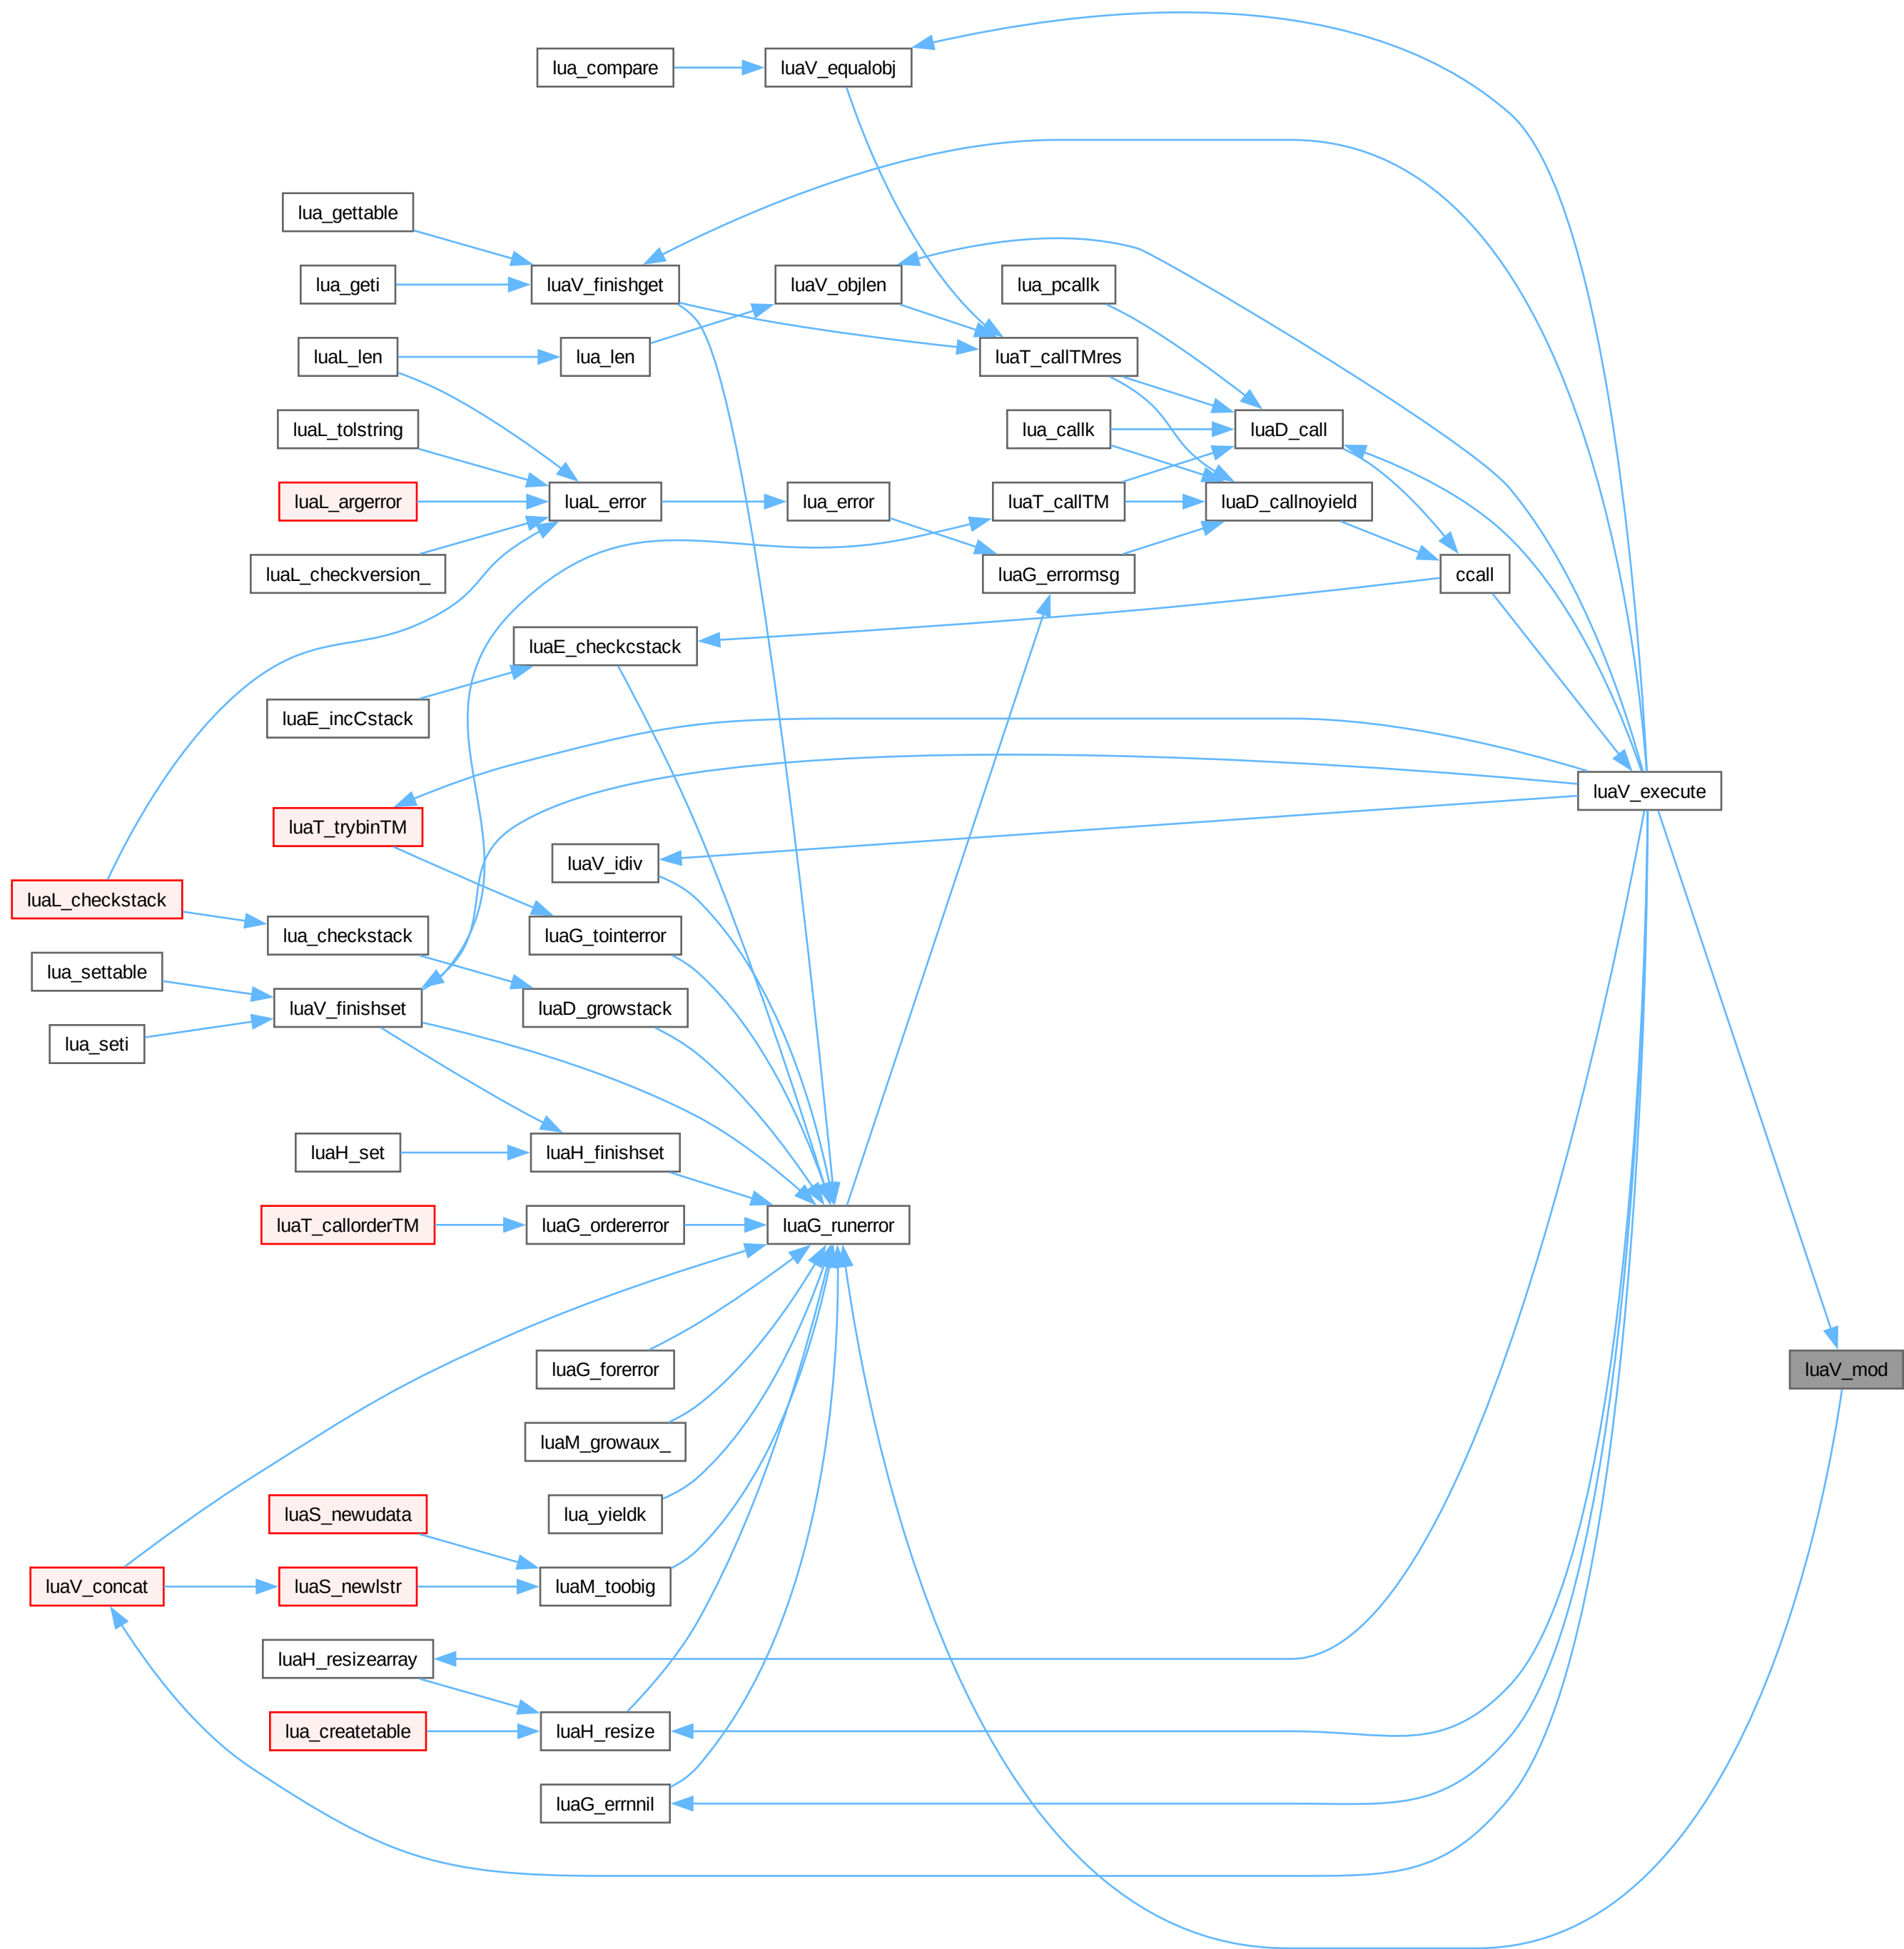 lua_compare
luaV_equalobj
lua_gettable
lua_geti
luaV_finishget
luaV_objlen
lua_pcallk
luaL_len
lua_len
luaT_callTMres
luaL_tolstring
lua_callk
luaD_call
luaL_argerror
luaL_error
lua_error
luaT_callTM
luaD_callnoyield
luaL_checkversion_
luaG_errormsg
ccall
luaE_checkcstack
luaE_incCstack
luaV_execute
luaT_trybinTM
luaV_idiv
luaL_checkstack
lua_checkstack
luaG_tointerror
lua_settable
luaV_finishset
luaD_growstack
lua_seti
luaH_set
luaH_finishset
luaT_callorderTM
luaG_ordererror
luaG_runerror
luaG_forerror
luaV_mod
luaM_growaux_
luaS_newudata
lua_yieldk
luaV_concat
luaS_newlstr
luaM_toobig
luaH_resizearray
lua_createtable
luaH_resize
luaG_errnnil